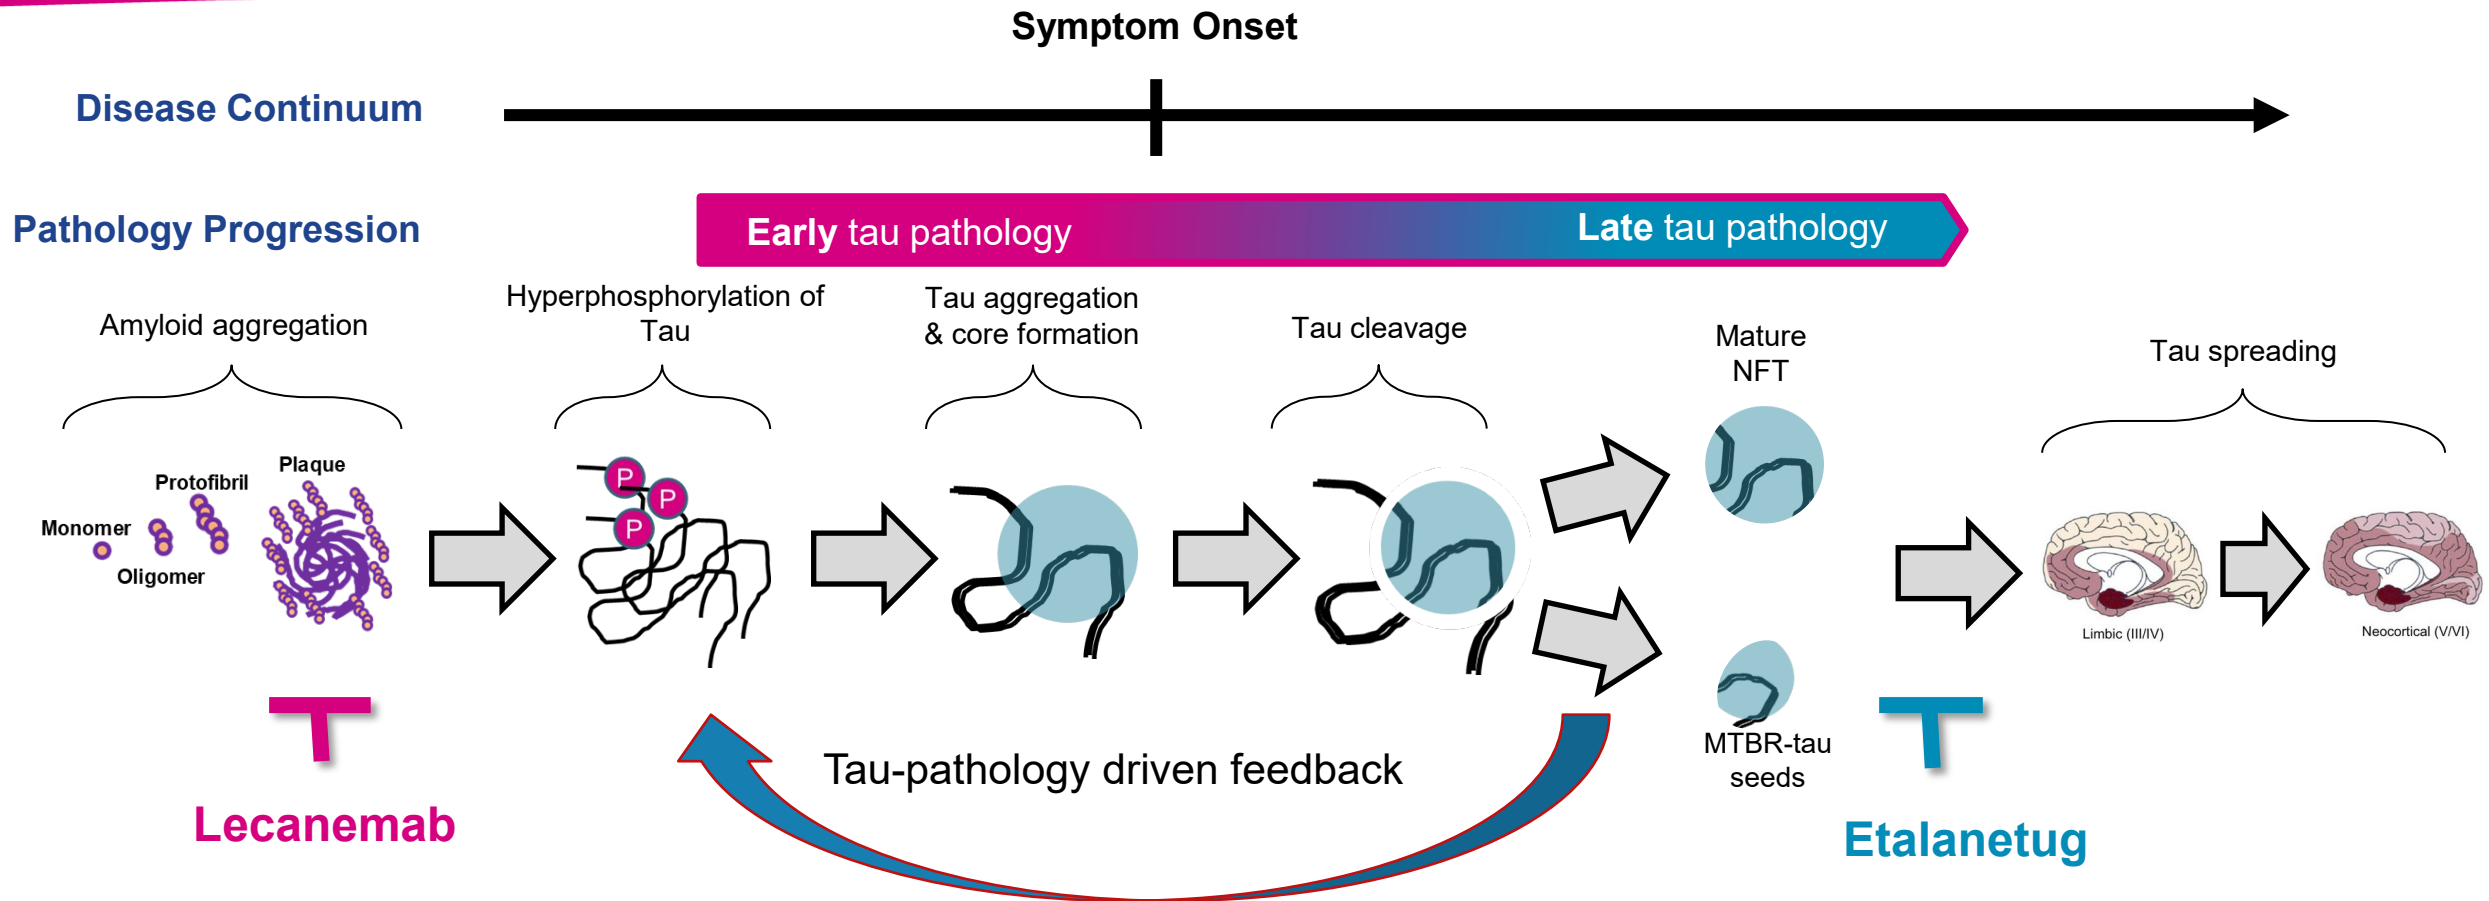 Symptom Onset
Disease Continuum
Pathology Progression
Early tau pathology
Late tau pathology
Amyloid aggregation
Hyperphosphorylation of
Tau
Tau aggregation
& core formation
Tau cleavage
Mature
NFT
Tau spreading
Plaque
Protofibril
Monomer
Oligomer
P
P
P
Limbic (III/IV)
Neocortical (V/VI)
MTBR-tau
seeds
Tau-pathology driven feedback
Lecanemab
Etalanetug